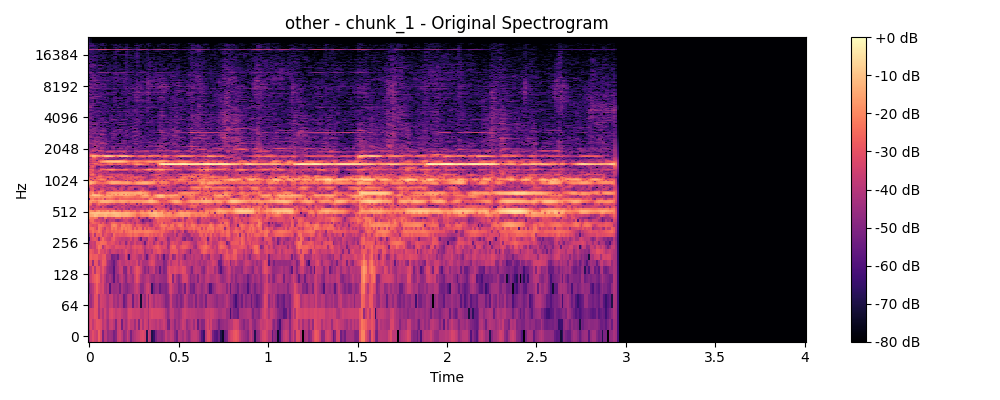 other - chunk_1 - Original Spectrogram
Hz
16384
8192
4096
2048
1024
512
256
128
64
0
0 0.5 1 1.5 2 2.5 3 3.5 4
Time
+0 dB
-10 dB
-20 dB
-30 dB
-40 dB
-50 dB
-60 dB
-70 dB
-80 dB